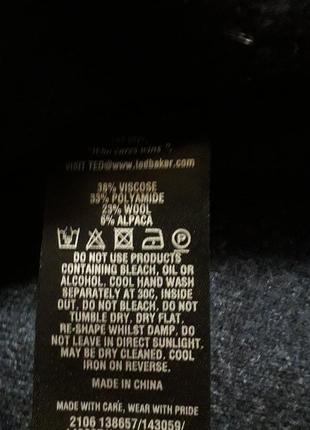 "Who cares wins",
VISIT TED@www.tedbaker.com
38% VISCOSE
33% POLYAMIDE
23% WOOL
6% ALPACA
DO NOT USE PRODUCTS
CONTAINING BLEACH, OIL OR
ALCOHOL. COOL HAND WASH
SEPARATELY AT 30C, INSIDE
OUT. DO NOT BLEACH. DO NOT
TUMBLE DRY. DRY FLAT.
RE-SHAPE WHILST DAMP. DO
NOT LEAVE IN DIRECT SUNLIGHT.
MAY BE DRY CLEANED. COOL
IRON ON REVERSE.
MADE IN CHINA
MADE WITH CARE, WEAR WITH PRIDE
2106 138657/143059/